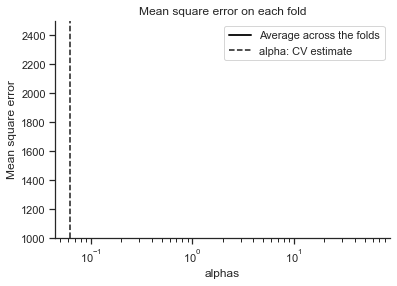 Mean square error on each fold
Average across the folds
alpha: CV estimate
Mean square error
2400
2200
2000
1800
1600
1400
1200
1000
10⁻¹
10⁰
10¹
alphas